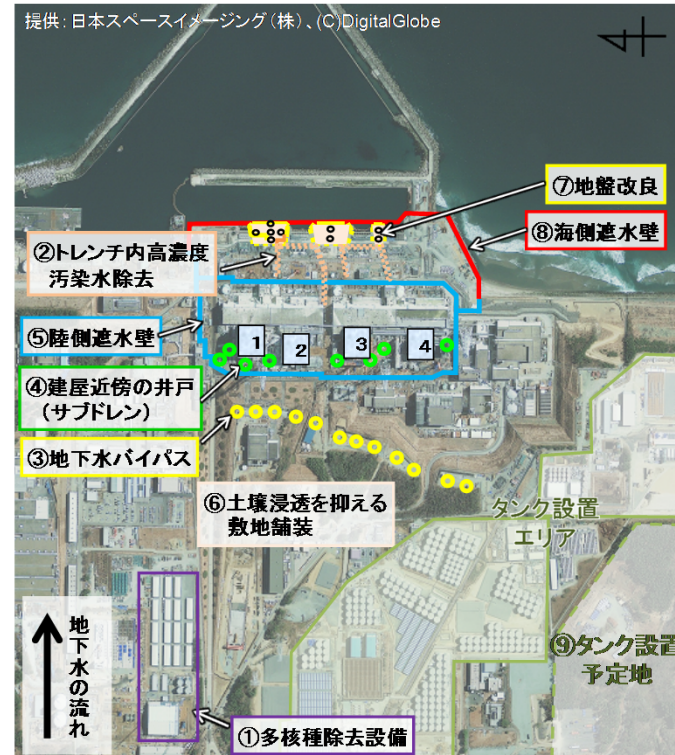 提供：日本スペースイメージング（株）、(C)DigitalGlobe
⑦地盤改良
⑧海側遮水壁
②トレンチ内高濃度
汚染水除去
⑤陸側遮水壁
1
2
3
4
④建屋近傍の井戸
（サブドレン）
③地下水バイパス
⑥土壌浸透を抑える
敷地舗装
タンク設置
エリア
地下水の流れ
⑨タンク設置
予定地
①多核種除去設備